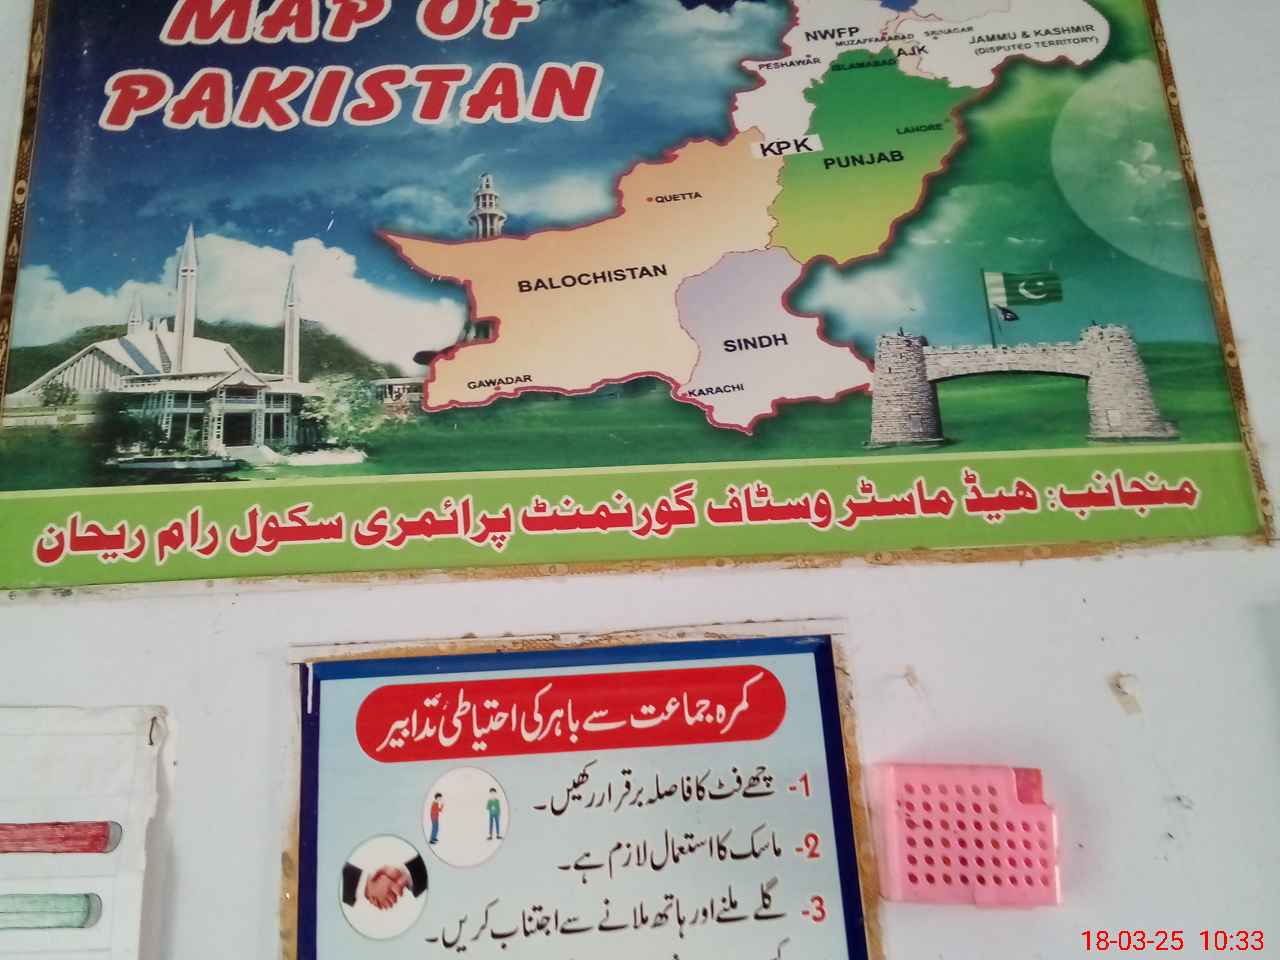 MAP OF
PAKISTAN
NWFP
MUZAFFARABAD
SRINAGAR
JAMMU & KASHMIR
(DISPUTED TERRITORY)
AJK
PESHAWAR
ISLAMABAD
LAHORE
KPK
PUNJAB
QUETTA
BALOCHISTAN
SINDH
GAWADAR
KARACHI
منجانب: ھیڈ ماسٹر وسٹاف گورنمنٹ پرائمری سکول رام ریحان
کمرہ جماعت سے باہر کی احتیاطی تدابیر
1- چھے فٹ کا فاصلہ برقرار رکھیں۔
2- ماسک کا استعمال لازم ہے۔
3- گلے ملنے اور ہاتھ ملانے سے اجتناب کریں۔
18-03-25 10:33